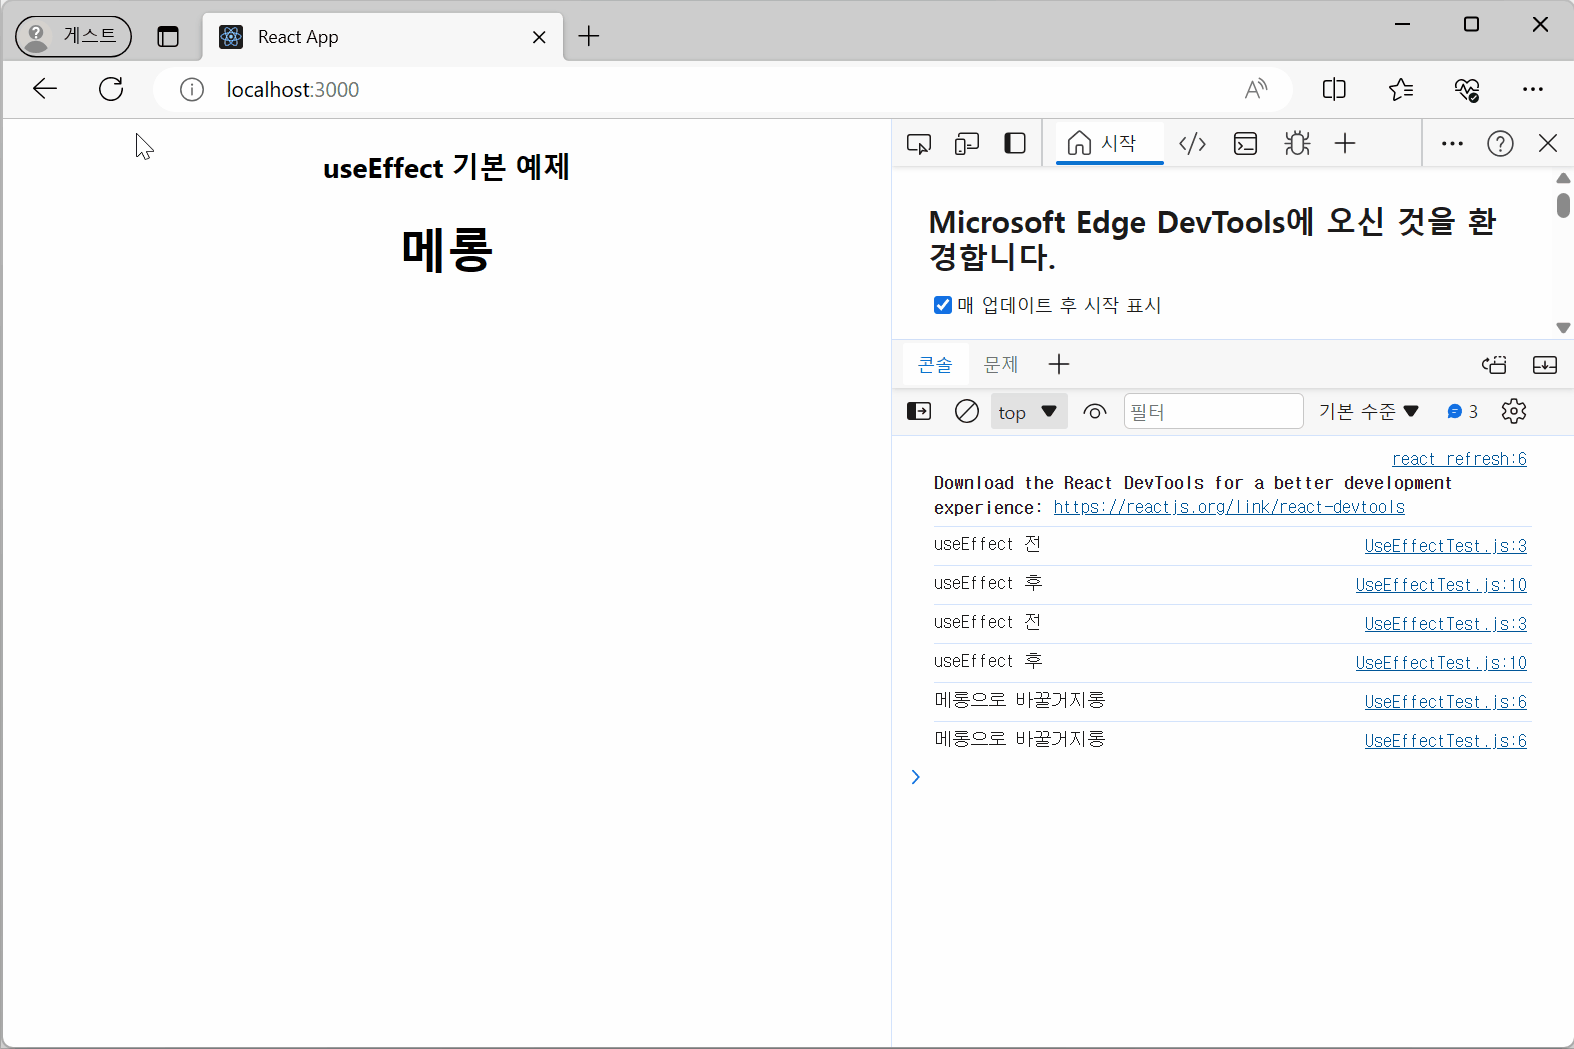 게스트
React App
localhost:3000
useEffect 기본 예제
메롱
시작
Microsoft Edge DevTools에 오신 것을 환
경합니다.
매 업데이트 후 시작 표시
콘솔 문제
top 필터 기본 수준 3
react refresh:6
Download the React DevTools for a better development
experience: https://reactjs.org/link/react-devtools
useEffect 전 UseEffectTest.js:3
useEffect 후 UseEffectTest.js:10
useEffect 전 UseEffectTest.js:3
useEffect 후 UseEffectTest.js:10
메롱으로 바꿀거지롱 UseEffectTest.js:6
메롱으로 바꿀거지롱 UseEffectTest.js:6